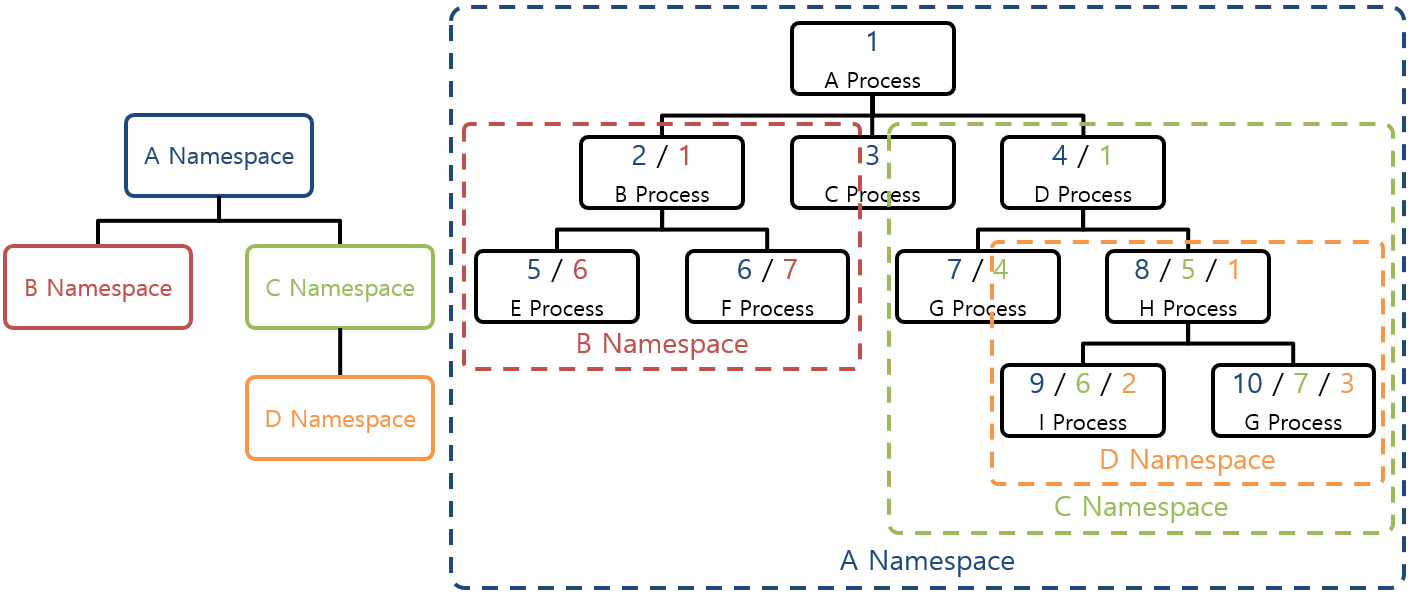 A Namespace
B Namespace
C Namespace
D Namespace
1
A Process
2 / 1
B Process
3
C Process
4 / 1
D Process
5 / 6
E Process
6 / 7
F Process
7 / 4
G Process
8 / 5 / 1
H Process
B Namespace
9 / 6 / 2
I Process
10 / 7 / 3
G Process
D Namespace
C Namespace
A Namespace